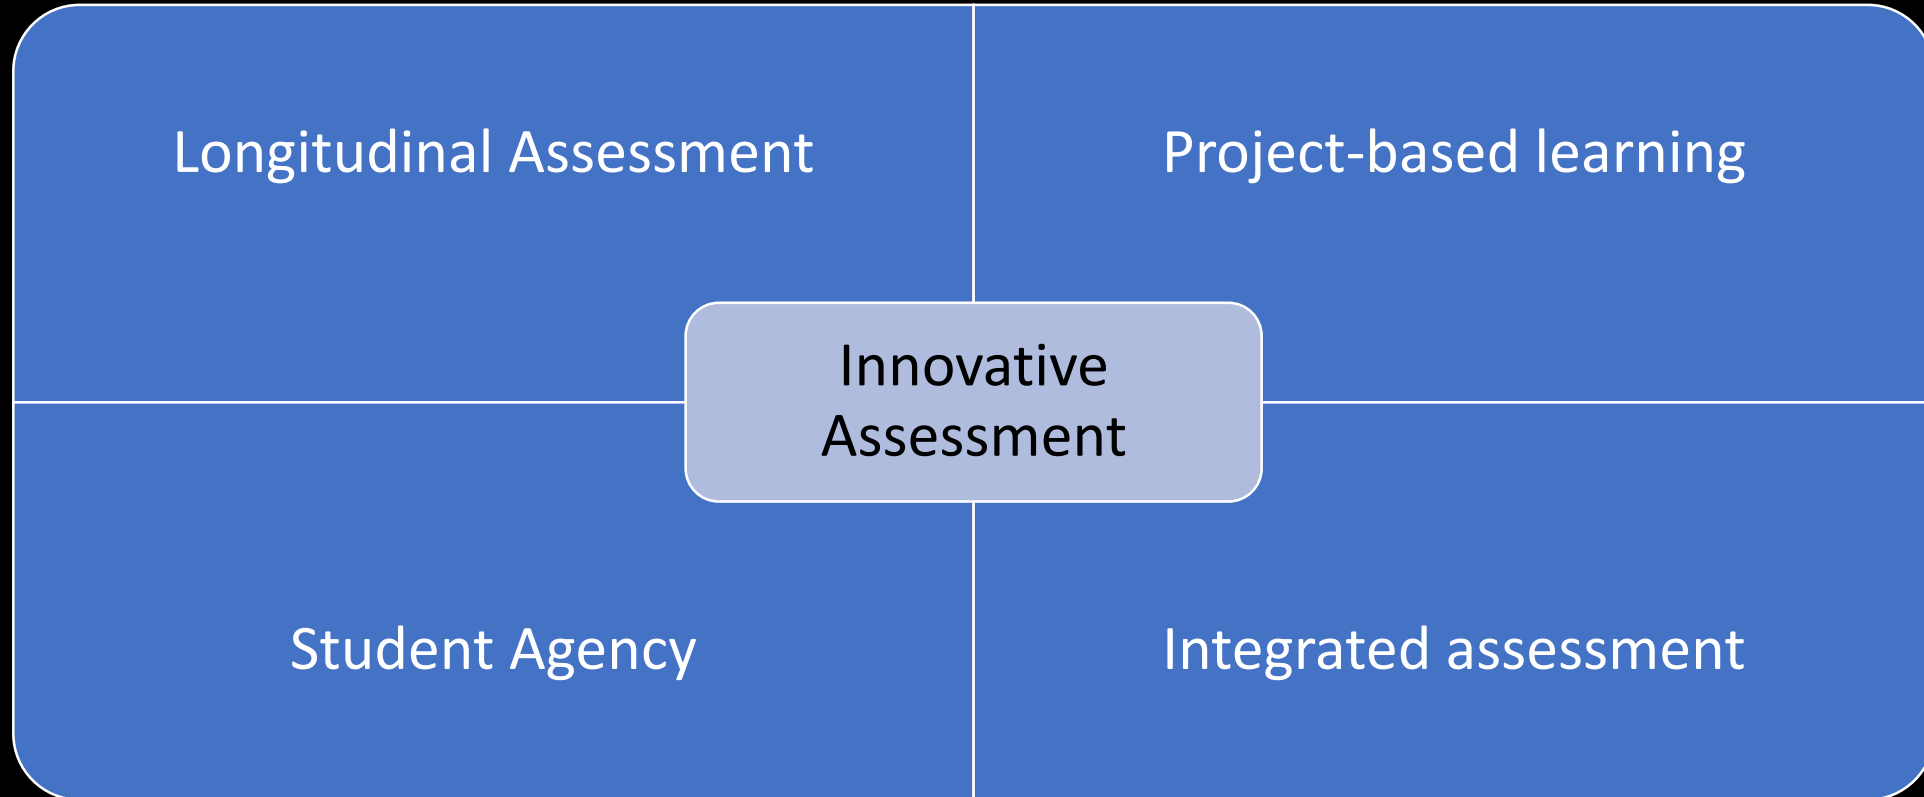 Longitudinal Assessment
Project-based learning
Innovative
Assessment
Student Agency
Integrated assessment